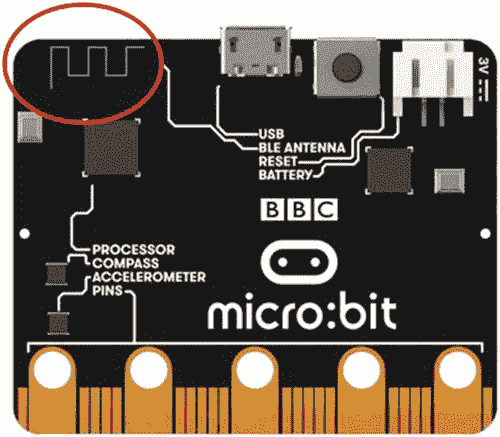 3V
USB
BLE ANTENNA
RESET
BATTERY
BBC
PROCESSOR
COMPASS
ACCELEROMETER
PINS
micro:bit